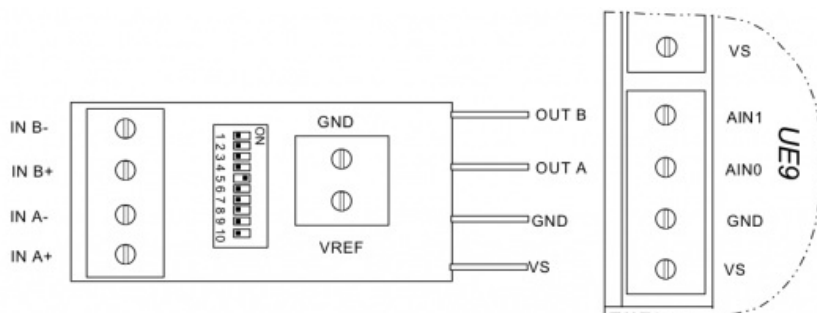 IN B-
IN B+
IN A-
IN A+
ON
1
2
3
4
5
6
7
8
9
10
GND
VREF
OUT B
OUT A
GND
VS
VS
AIN1
AIN0
GND
VS
UE9